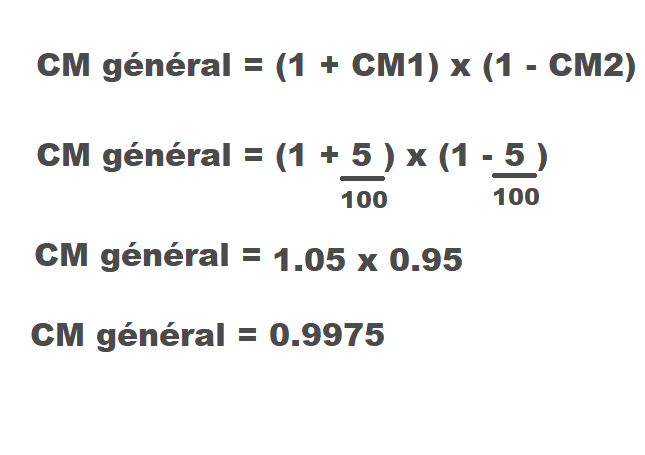 CM général = (1 + CM1) x (1 - CM2)
CM général = (1 + 5 ) x (1 - 5 )
100 100
CM général = 1.05 x 0.95
CM général = 0.9975